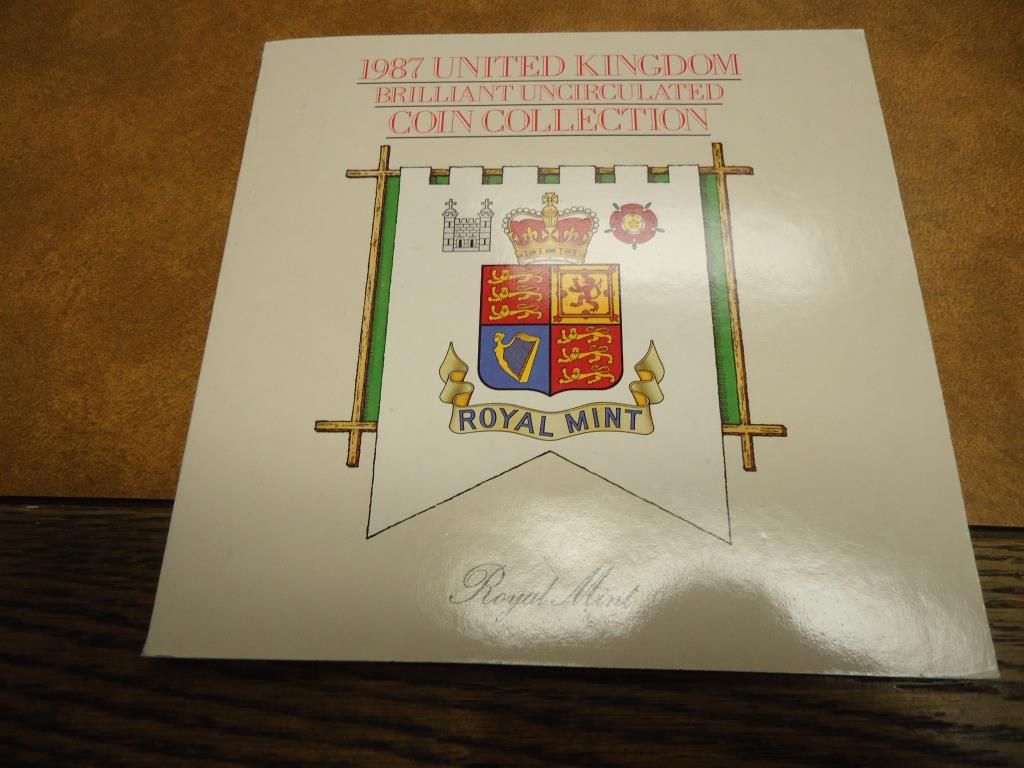 1987 UNITED KINGDOM
BRILLIANT UNCIRCULATED
COIN COLLECTION
ROYAL MINT
Royal Mint